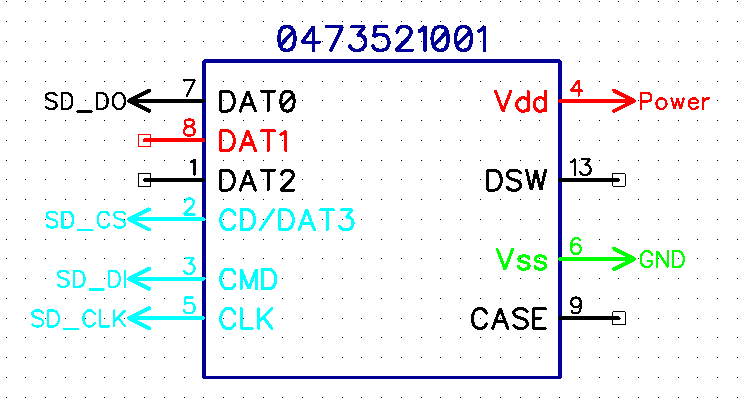 0473521001
SD_DO 7 DAT0 Vdd 4 Power
8 DAT1
1 DAT2 DSW 13
SD_CS 2 CD/DAT3
Vss 6 GND
SD_DI 3 CMD
SD_CLK 5 CLK CASE 9